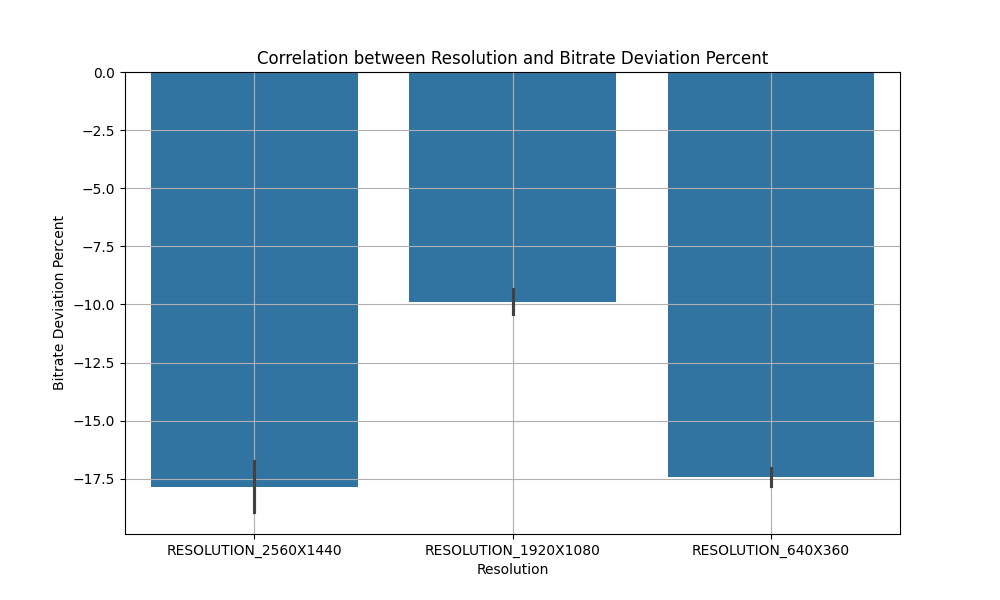 Correlation between Resolution and Bitrate Deviation Percent
0.0
−2.5
−5.0
−7.5
−10.0
−12.5
−15.0
−17.5
Bitrate Deviation Percent
RESOLUTION_2560X1440 RESOLUTION_1920X1080 RESOLUTION_640X360
Resolution